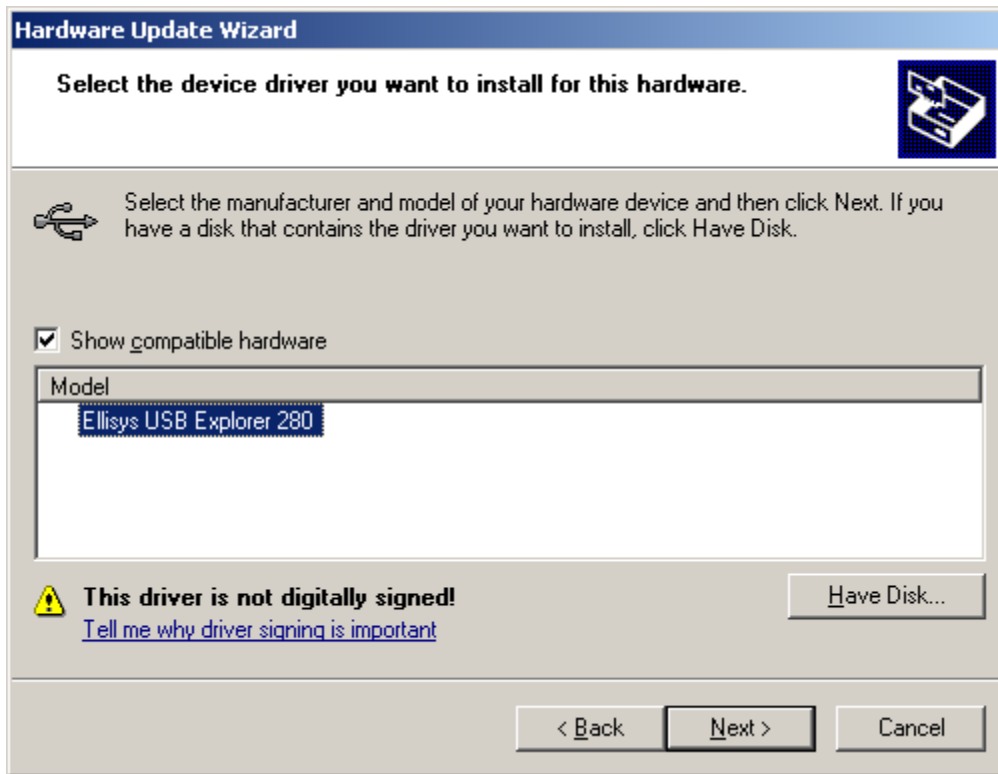 Hardware Update Wizard
Select the device driver you want to install for this hardware.
Select the manufacturer and model of your hardware device and then click Next. If you
have a disk that contains the driver you want to install, click Have Disk.
Show compatible hardware
Model
Ellisys USB Explorer 280
This driver is not digitally signed!
Have Disk...
Tell me why driver signing is important
< Back
Next >
Cancel